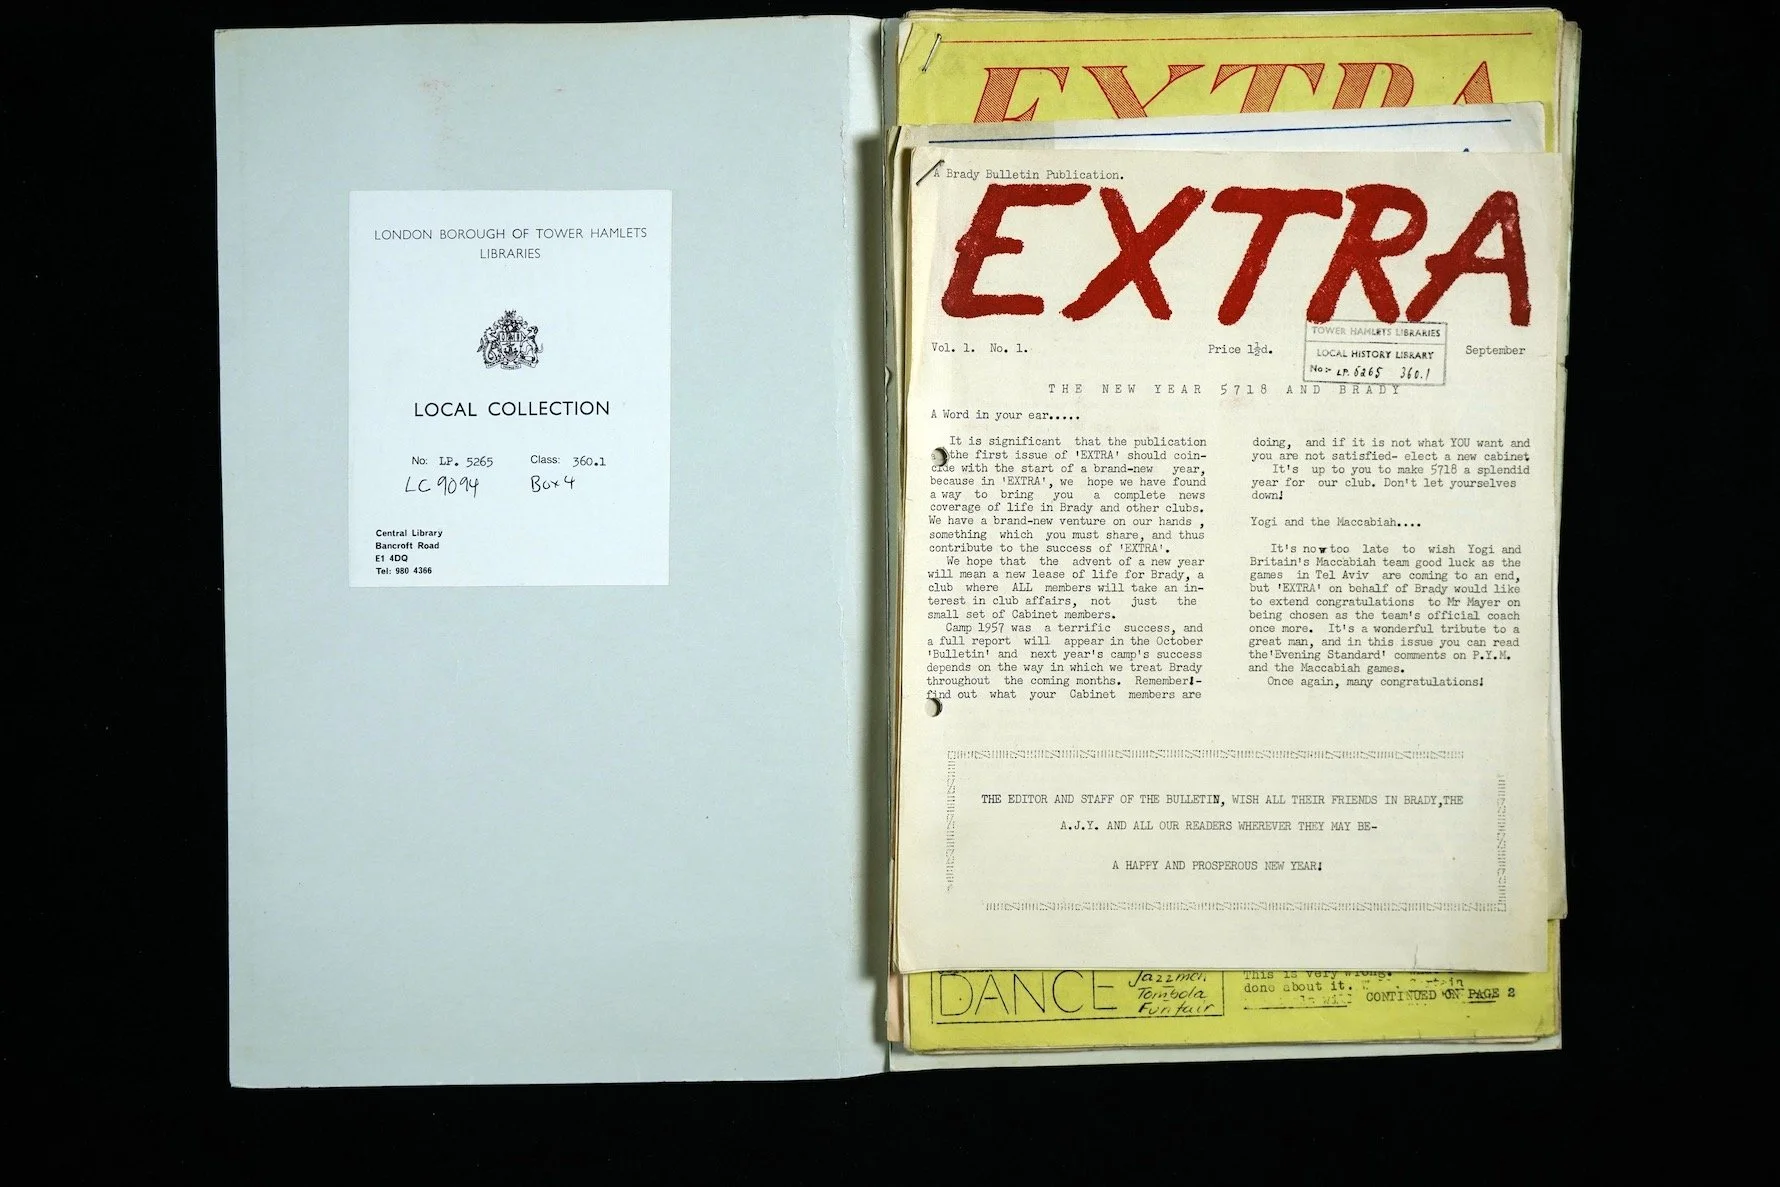 LONDON BOROUGH OF TOWER HAMLETS
LIBRARIES
LOCAL COLLECTION
No: LP. 5265 Class: 360.1
LC 9094 Box 4
Central Library
Bancroft Road
E1 4DQ
Tel: 980 4366
EXTRA
A Brady Bulletin Publication.
EXTRA
TOWER HAMLETS LIBRARIES
LOCAL HISTORY LIBRARY
No:- LP. 5265 360.1
Vol. 1. No. 1. Price 1½d. September
THE NEW YEAR 5718 AND BRADY
A Word in your ear.....
It is significant that the publication
the first issue of 'EXTRA' should coin-
cide with the start of a brand-new year,
because in 'EXTRA', we hope we have found
a way to bring you a complete news
coverage of life in Brady and other clubs.
We have a brand-new venture on our hands ,
something which you must share, and thus
contribute to the success of 'EXTRA'.
We hope that the advent of a new year
will mean a new lease of life for Brady, a
club where ALL members will take an in-
terest in club affairs, not just the
small set of Cabinet members.
Camp 1957 was a terrific success, and
a full report will appear in the October
'Bulletin' and next year's camp's success
depends on the way in which we treat Brady
throughout the coming months. Remember!-
find out what your Cabinet members are
doing, and if it is not what YOU want and
you are not satisfied- elect a new cabinet
It's up to you to make 5718 a splendid
year for our club. Don't let yourselves
down!
Yogi and the Maccabiah....
It's now too late to wish Yogi and
Britain's Maccabiah team good luck as the
games in Tel Aviv are coming to an end,
but 'EXTRA' on behalf of Brady would like
to extend congratulations to Mr Mayer on
being chosen as the team's official coach
once more. It's a wonderful tribute to a
great man, and in this issue you can read
the'Evening Standard' comments on P.Y.M.
and the Maccabiah games.
Once again, many congratulations!
THE EDITOR AND STAFF OF THE BULLETIN, WISH ALL THEIR FRIENDS IN BRADY,THE
A.J.Y. AND ALL OUR READERS WHEREVER THEY MAY BE-
A HAPPY AND PROSPEROUS NEW YEAR!
DANCE
Jazzmen
Tombola
Funfair
This is very wrong.
done about it.
CONTINUED ON PAGE 2